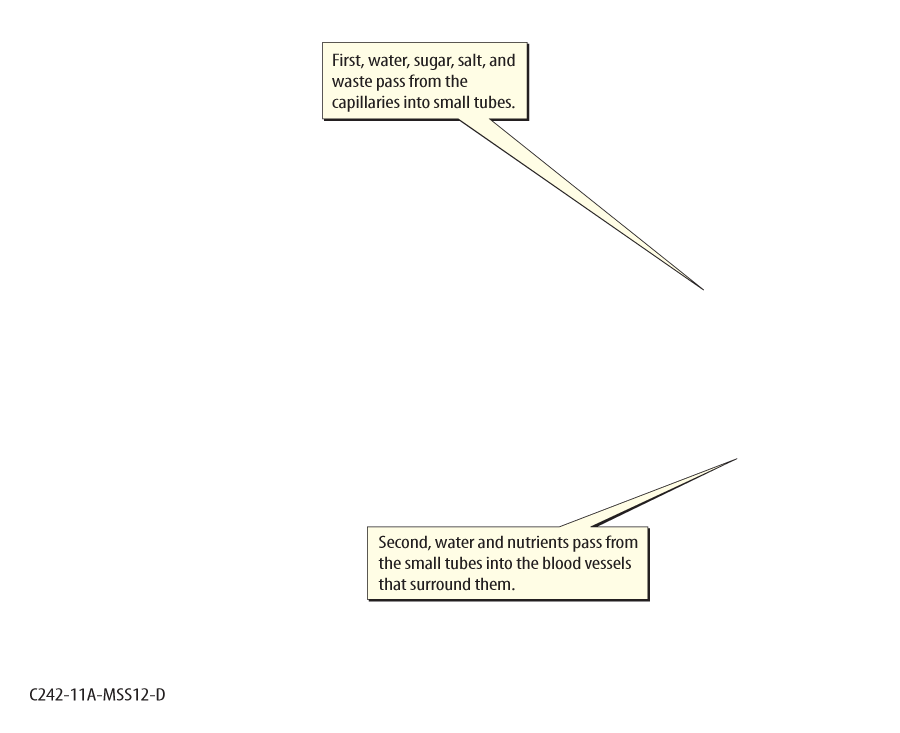 First, water, sugar, salt, and
waste pass from the
capillaries into small tubes.
Second, water and nutrients pass from
the small tubes into the blood vessels
that surround them.
C242-11A-MSS12-D